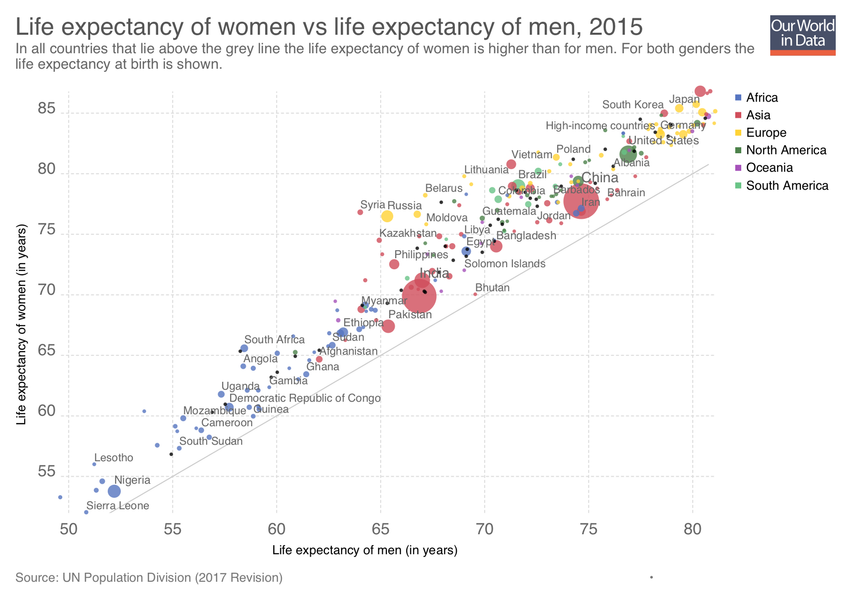 Life expectancy of women vs life expectancy of men, 2015
Our World
in Data
In all countries that lie above the grey line the life expectancy of women is higher than for men. For both genders the
life expectancy at birth is shown.
Africa
Asia
Europe
North America
Oceania
South America
Life expectancy of women (in years)
85
80
75
70
65
60
55
Japan
South Korea
High-income countries
Germany
United States
Vietnam
Poland
Albania
Lithuania
Brazil
China
Belarus
Colombia
Barbados
Bahrain
Iran
Syria
Russia
Moldova
Guatemala
Jordan
Kazakhstan
Libya
Bangladesh
Egypt
Philippines
Solomon Islands
India
Bhutan
Myanmar
Pakistan
Ethiopia
South Africa
Sudan
Afghanistan
Angola
Ghana
Gambia
Uganda
Democratic Republic of Congo
Mozambique
Guinea
Cameroon
South Sudan
Lesotho
Nigeria
Sierra Leone
50
55
60
65
70
75
80
Life expectancy of men (in years)
Source: UN Population Division (2017 Revision)